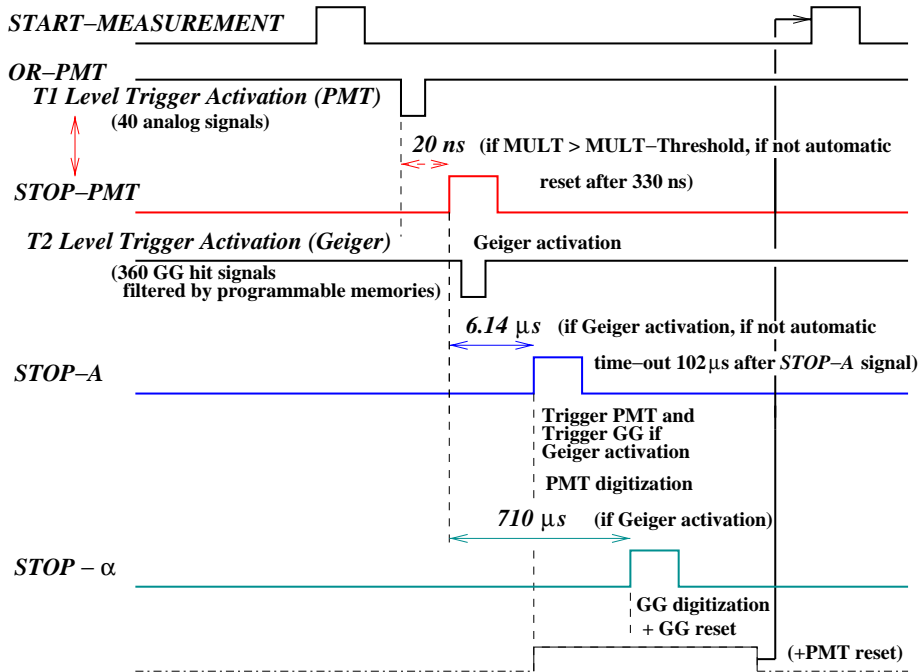 START–MEASUREMENT
OR–PMT
T1 Level Trigger Activation (PMT)
(40 analog signals)
20 ns (if MULT > MULT–Threshold, if not automatic
reset after 330 ns)
STOP–PMT
T2 Level Trigger Activation (Geiger)
Geiger activation
(360 GG hit signals
filtered by programmable memories)
6.14 μs (if Geiger activation, if not automatic
time–out 102 μs after STOP–A signal)
STOP–A
Trigger PMT and
Trigger GG if
Geiger activation
PMT digitization
710 μs (if Geiger activation)
STOP – α
GG digitization
+ GG reset
(+PMT reset)